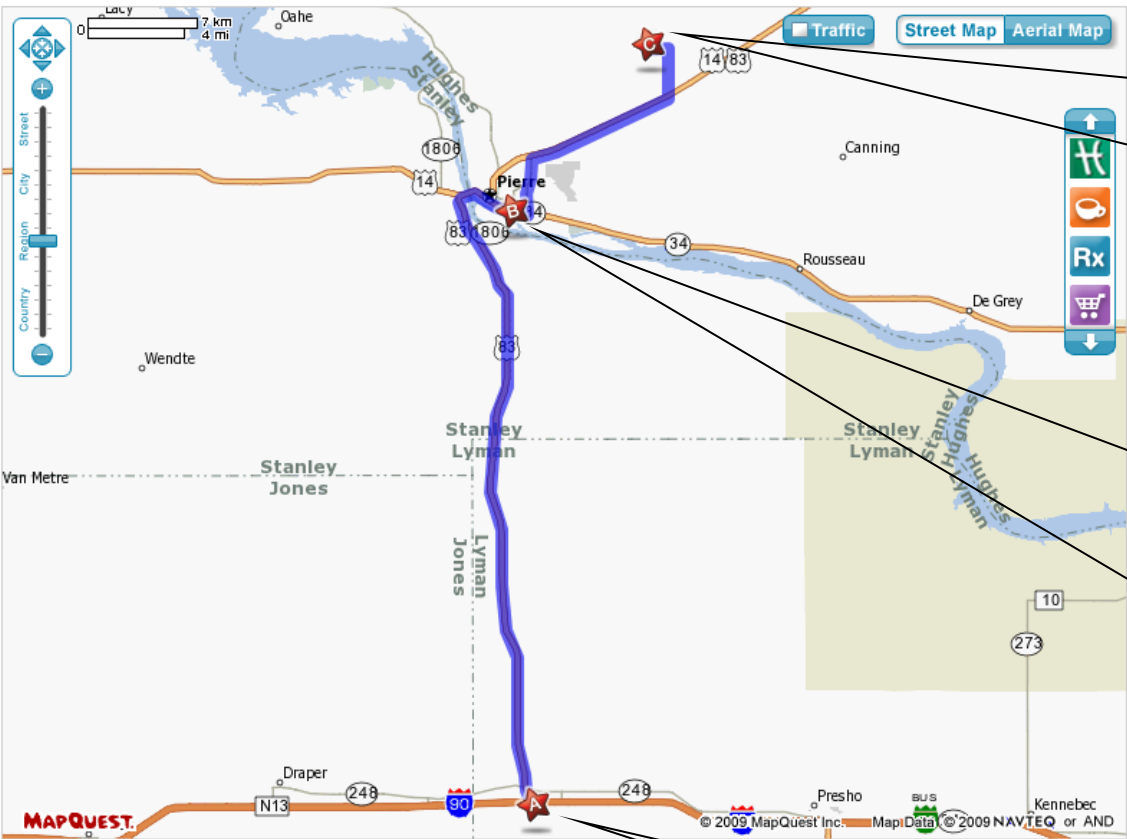 Lacy
Oahe
0
7 km
4 mi
Traffic
Street Map
Aerial Map
C
14
83
Hughes
Stanley
Street
City
Region
Country
1806
Canning
14
Pierre
B
34
83
1806
34
Rousseau
Rx
De Grey
83
Wendte
Stanley
Lyman
Stanley
Lyman
Stanley
Hughes
Van Metre
Stanley
Jones
Hughes
Lyman
Lyman
Jones
10
273
Draper
248
248
N13
90
A
Presho
BUS
Kennebec
MAPQUEST.
© 2009 MapQuest Inc. Map Data © 2009 NAVTEQ or AND